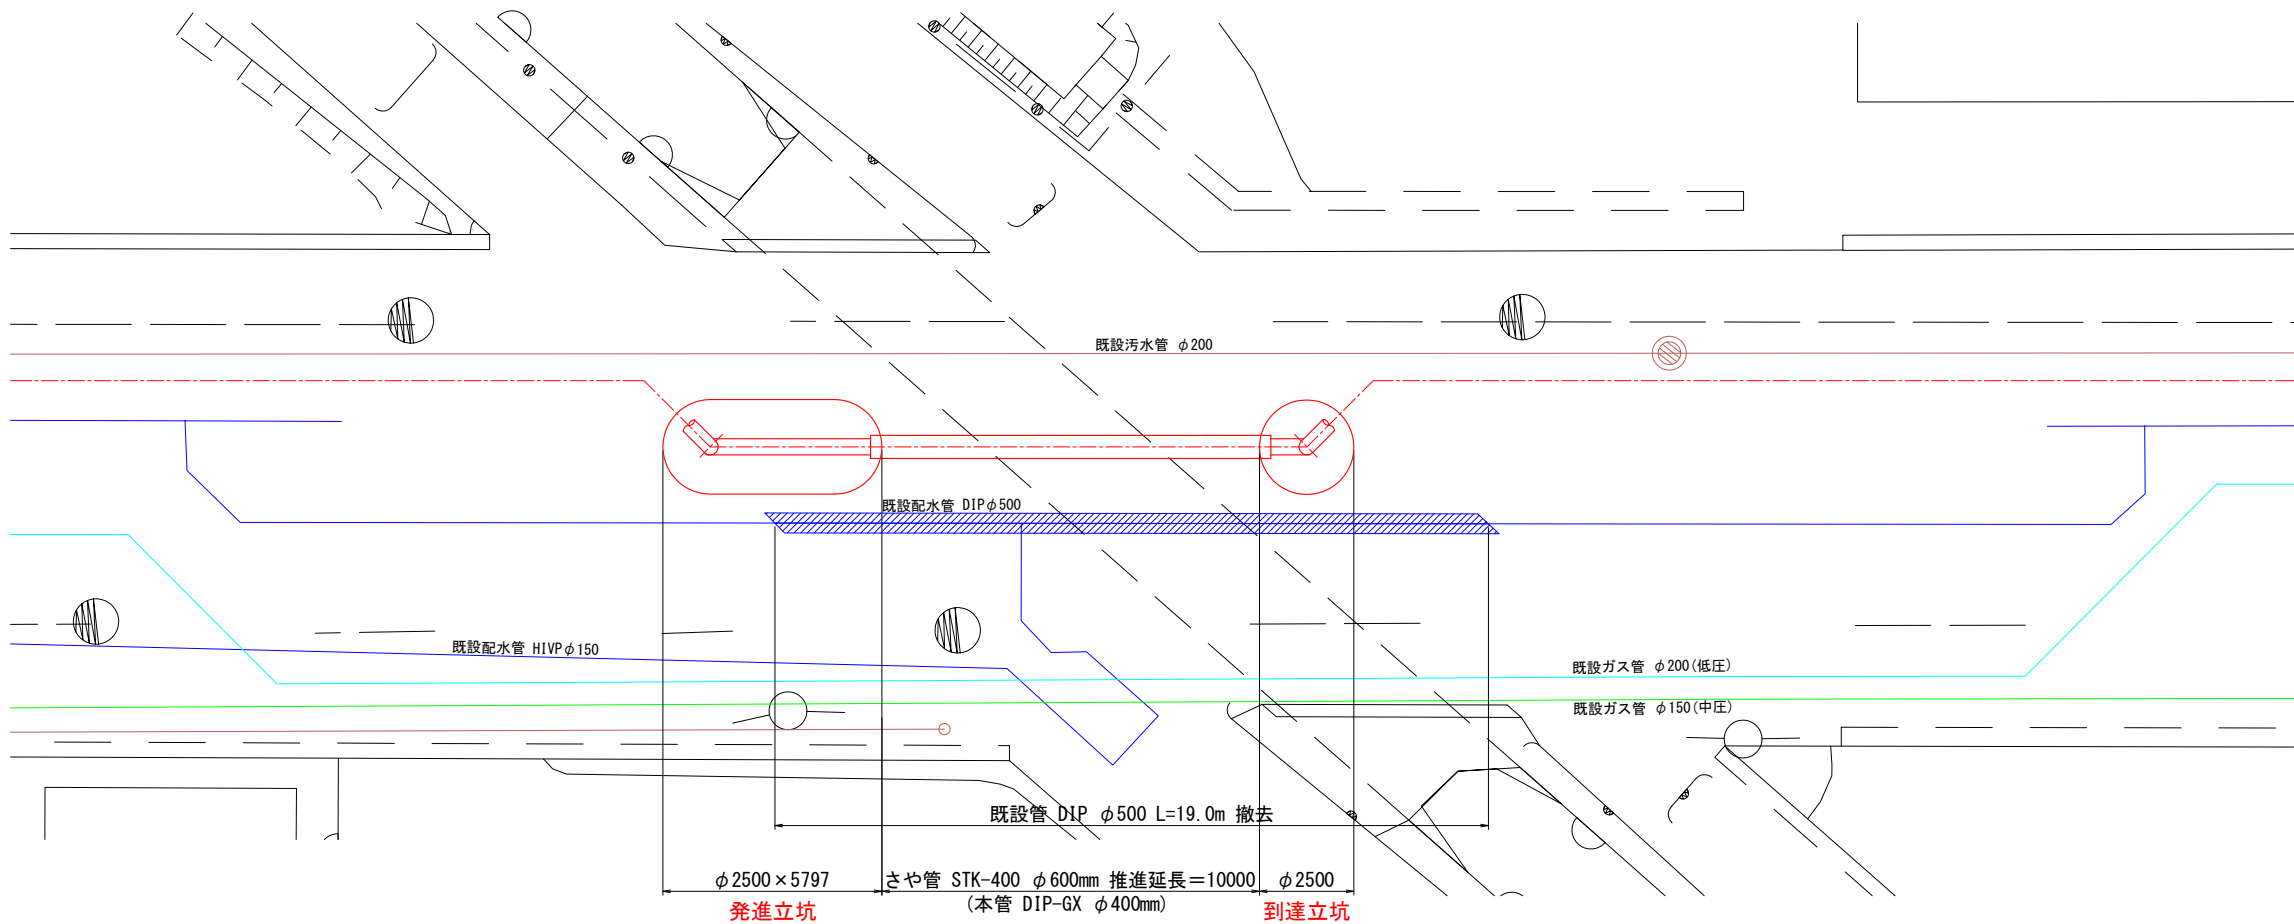 既設汚水管 φ200
既設配水管 DIPφ500
既設配水管 HIVPφ150
既設ガス管 φ200(低圧)
既設ガス管 φ150(中圧)
既設管 DIP φ500 L=19.0m 撤去
φ2500×5797
さや管 STK-400 φ600mm 推進延長＝10000
φ2500
(本管 DIP-GX φ400mm)
発進立坑
到達立坑